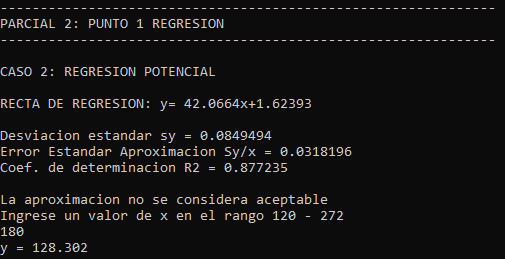 --------------------------------------------------------------
PARCIAL 2: PUNTO 1 REGRESION
--------------------------------------------------------------
CASO 2: REGRESION POTENCIAL
RECTA DE REGRESION: y= 42.0664x+1.62393
Desviacion estandar sy = 0.0849494
Error Estandar Aproximacion Sy/x = 0.0318196
Coef. de determinacion R2 = 0.877235
La aproximacion no se considera aceptable
Ingrese un valor de x en el rango 120 - 272
180
y = 128.302